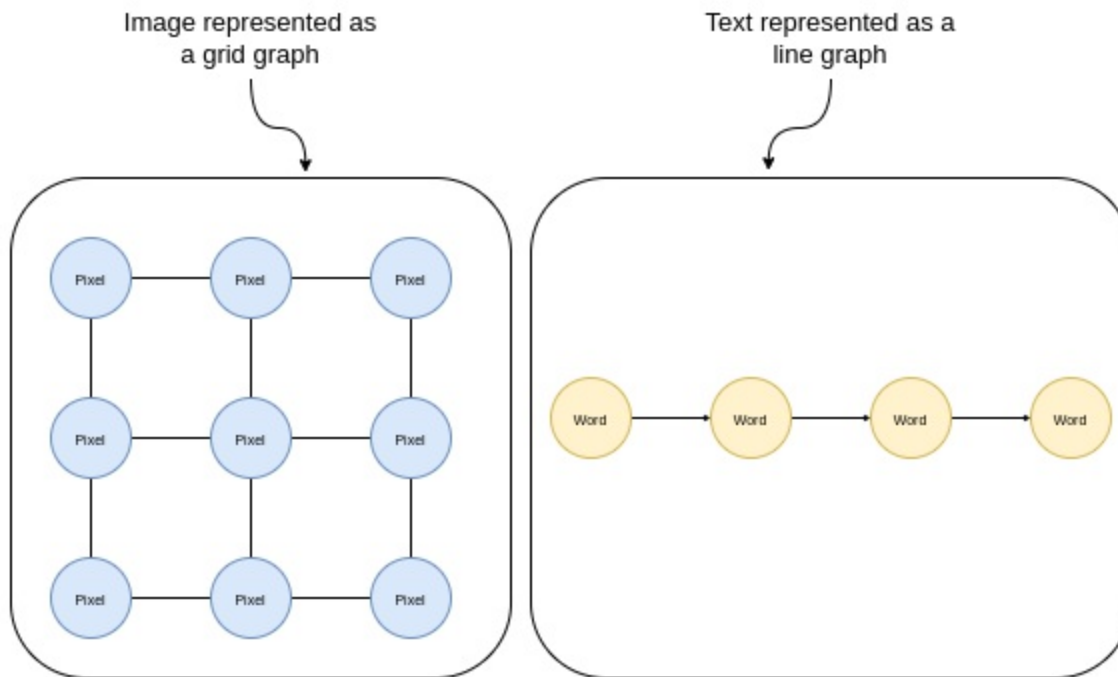 Image represented as
a grid graph
Text represented as a
line graph
Pixel Pixel Pixel
Pixel Pixel Pixel
Pixel Pixel Pixel
Word Word Word Word